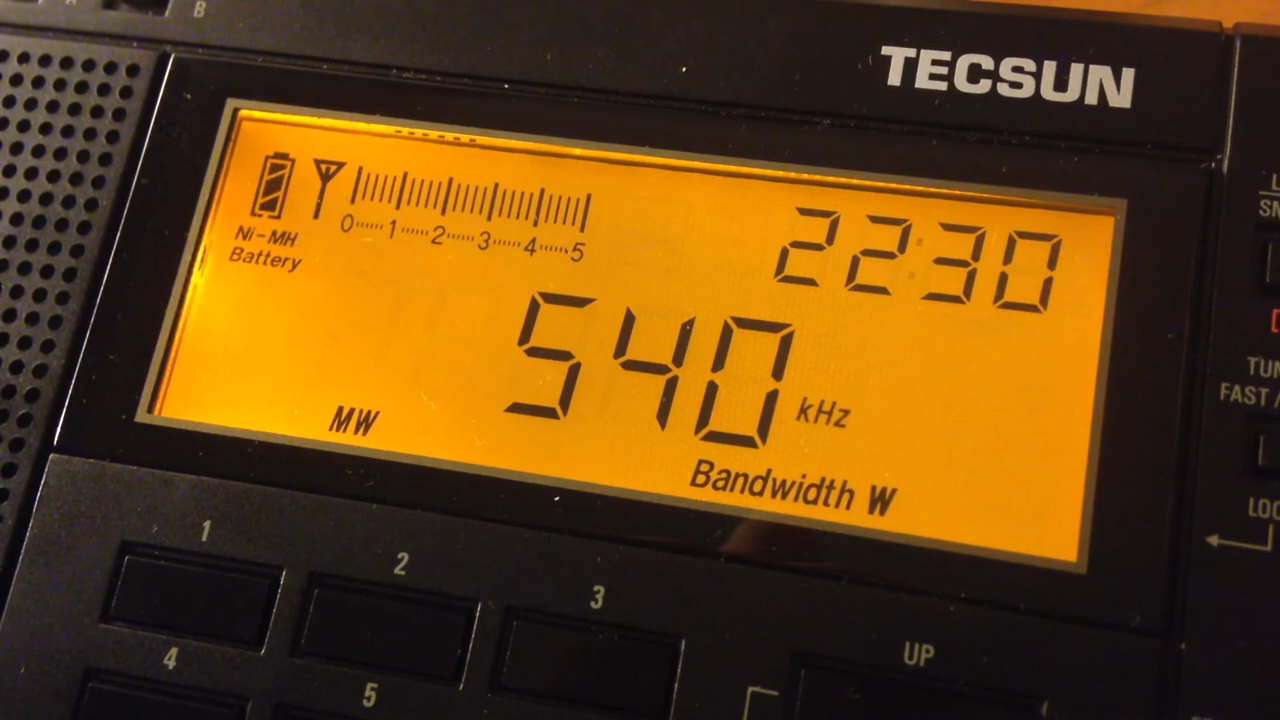 B
TECSUN
0 1 2 3 4 5
Ni-MH
Battery
22:30
540 kHz
MW
Bandwidth W
1
2
3
4
5
UP
FAST